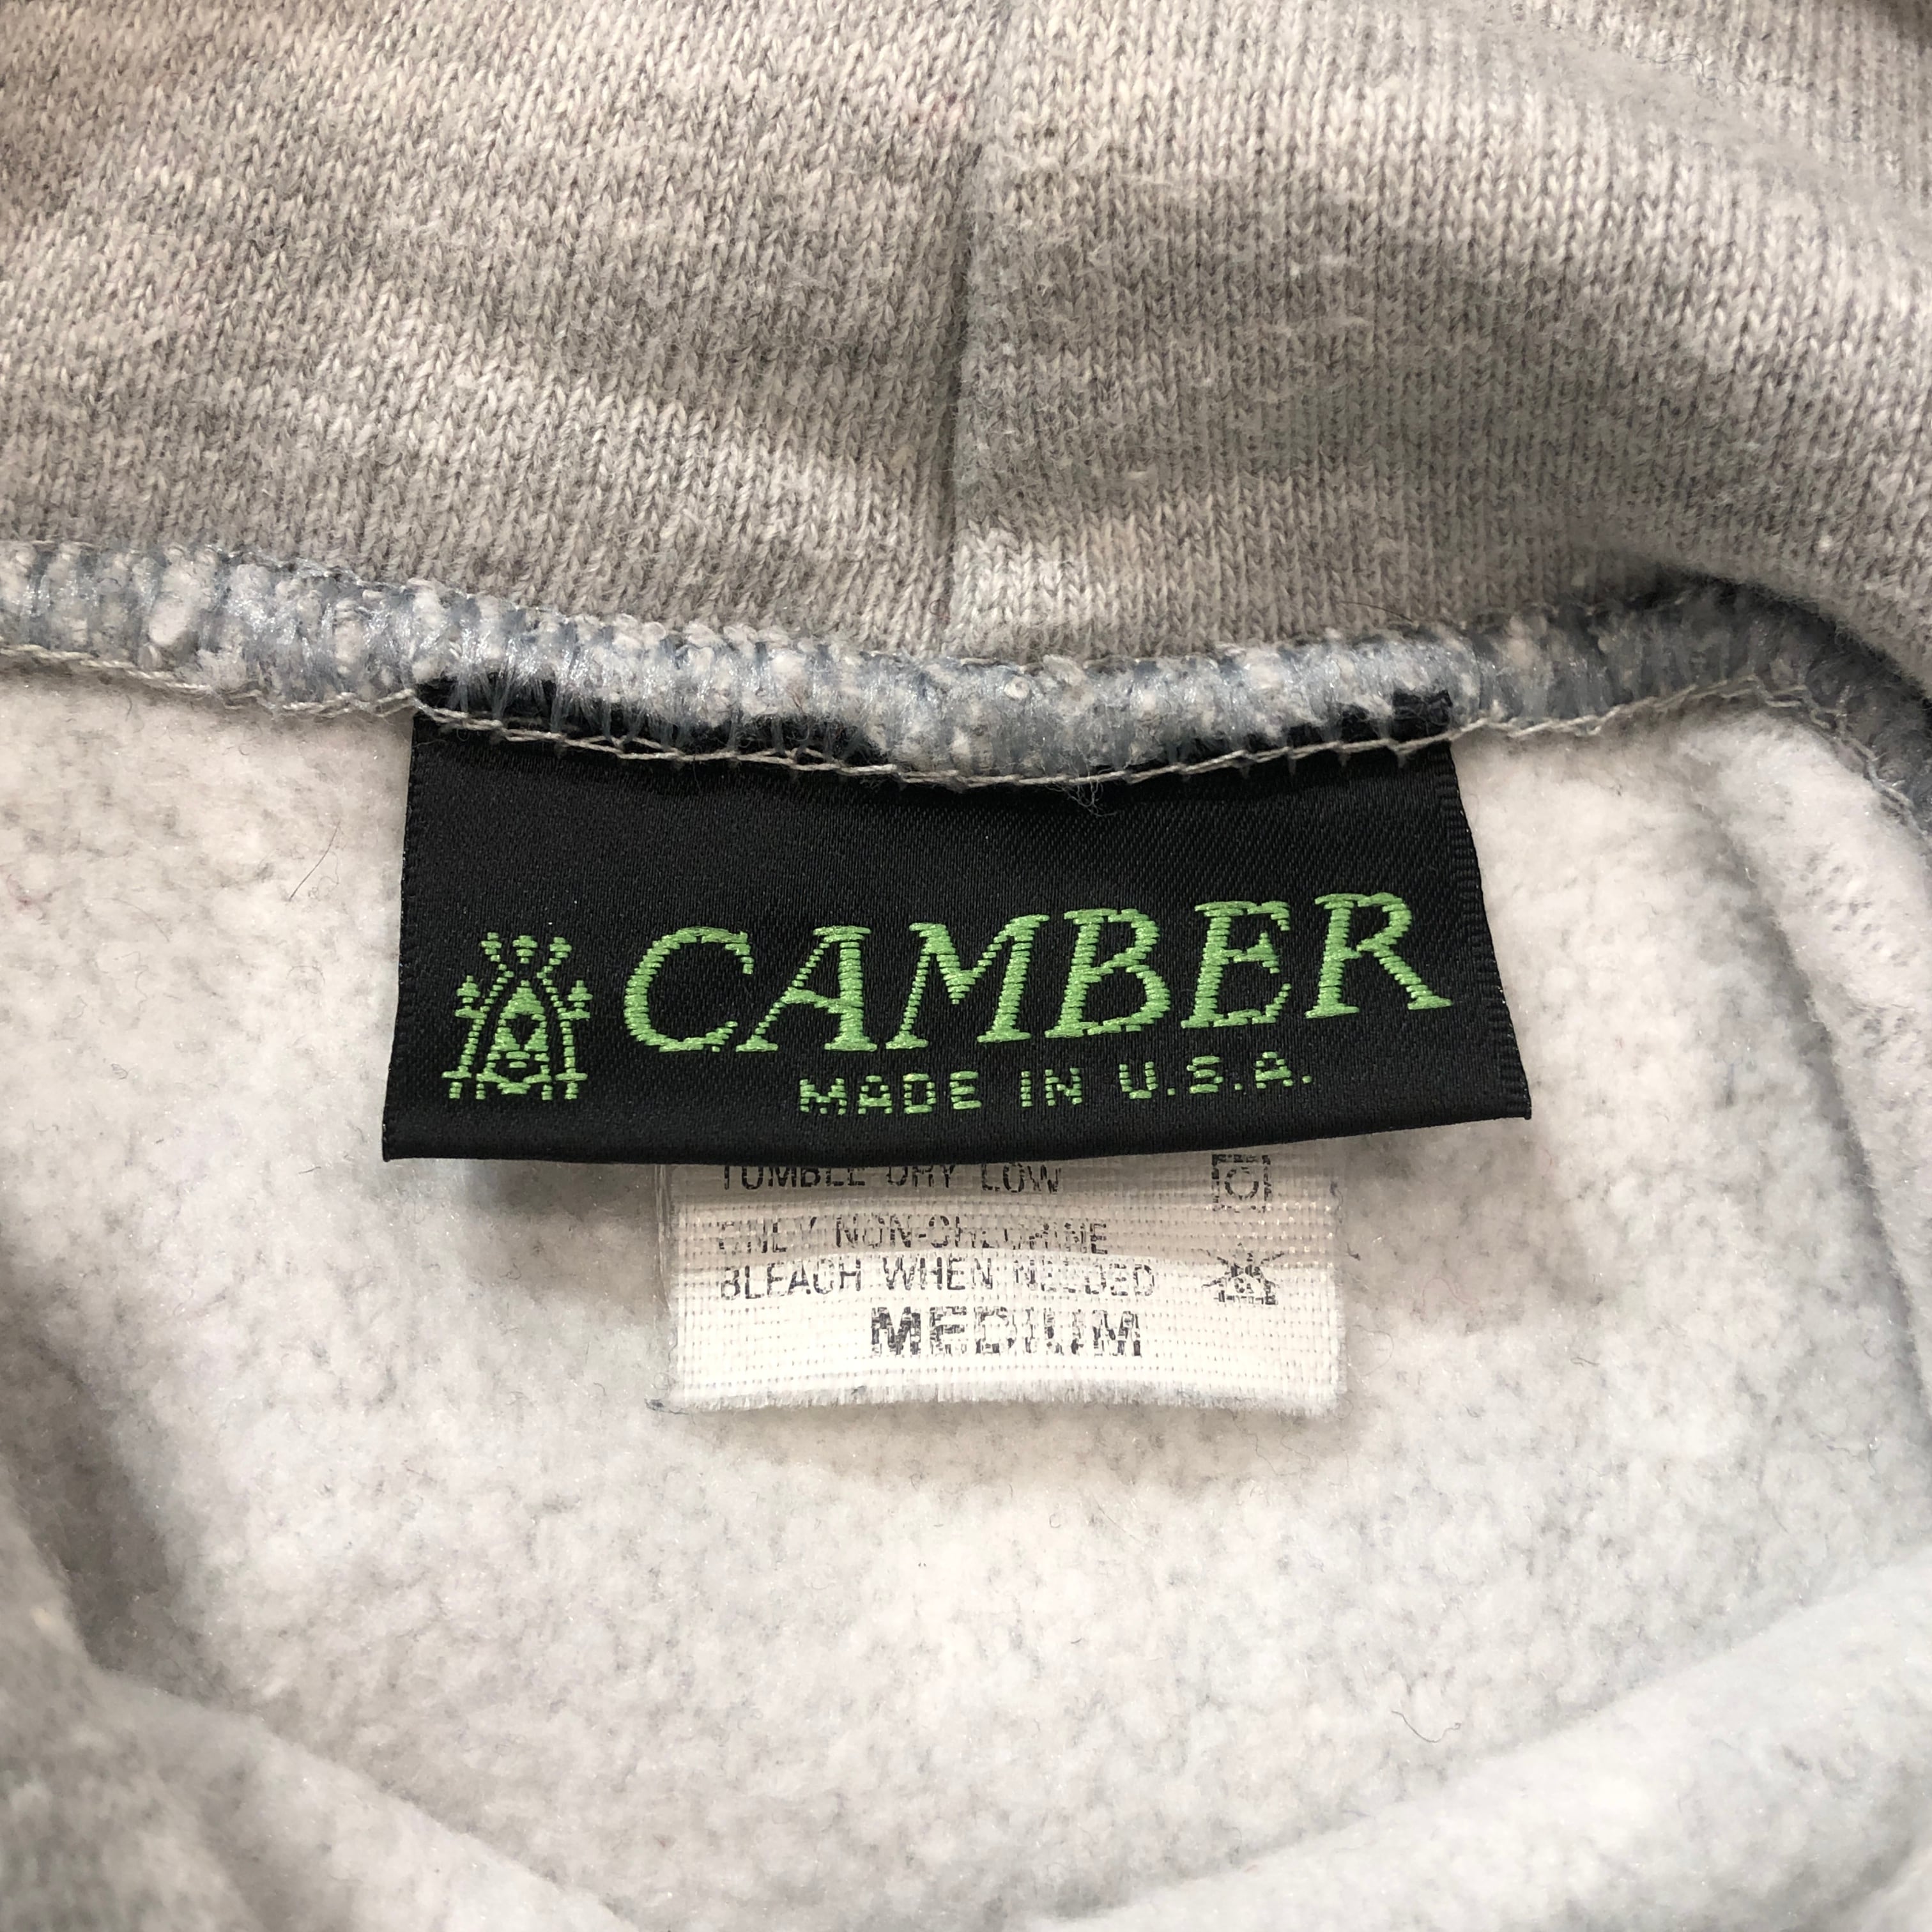 CAMBER
MADE IN U.S.A.
TUMBLE DRY LOW
ONLY NON-CHLORINE
BLEACH WHEN NEEDED
MEDIUM